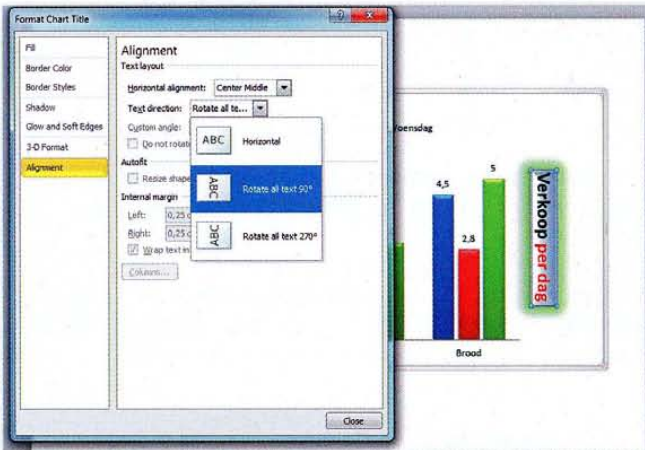 Format Chart Title
Fill
Border Color
Border Styles
Shadow
Glow and Soft Edges
3-D Format
Alignment
Alignment
Text layout
Horizontal alignment: Center Middle
Text direction: Rotate all te...
Custom angle:
Do not rotate
Autofit
Resize shape
Internal margin
Left: 0,25 c
Right: 0,25 c
Wrap text in
Columns...
ABC Horizontal
ABC Rotate all text 90°
ABC Rotate all text 270°
Close
oensdag
4,5
2,8
5
Brood
Verkoop per dag